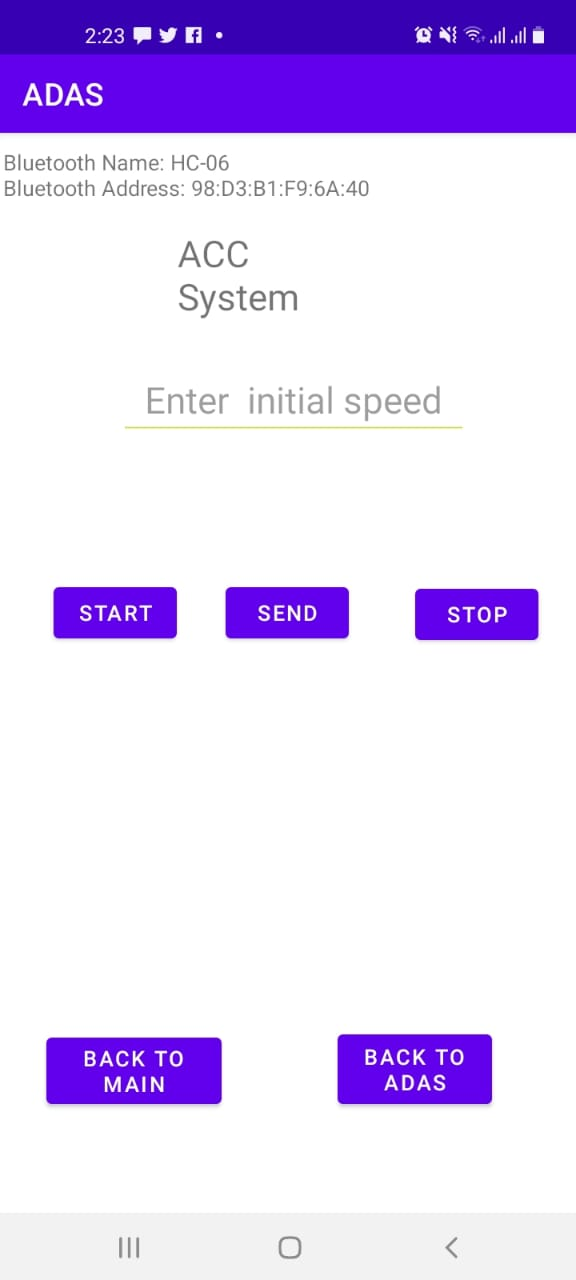 2:23
ADAS
Bluetooth Name: HC-06
Bluetooth Address: 98:D3:B1:F9:6A:40
ACC
System
Enter  initial speed
START SEND STOP
BACK TO
MAIN
BACK TO
ADAS